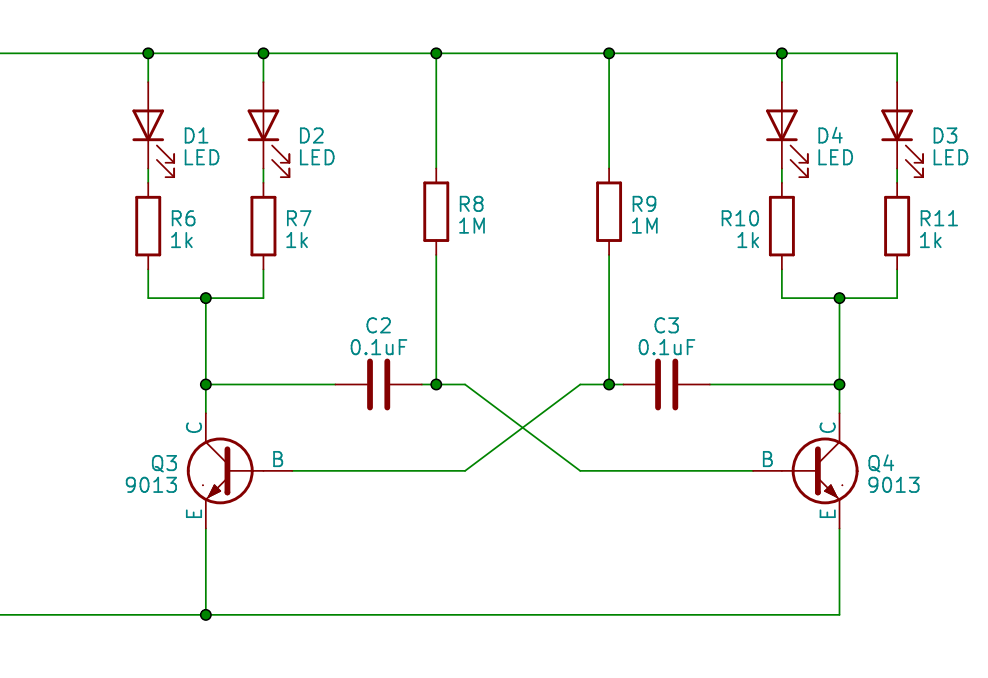 D1
LED
D2
LED
D4
LED
D3
LED
R6
1k
R7
1k
R8
1M
R9
1M
R10
1k
R11
1k
C2
0.1uF
C3
0.1uF
C
Q3
9013
B
E
C
B
Q4
9013
E